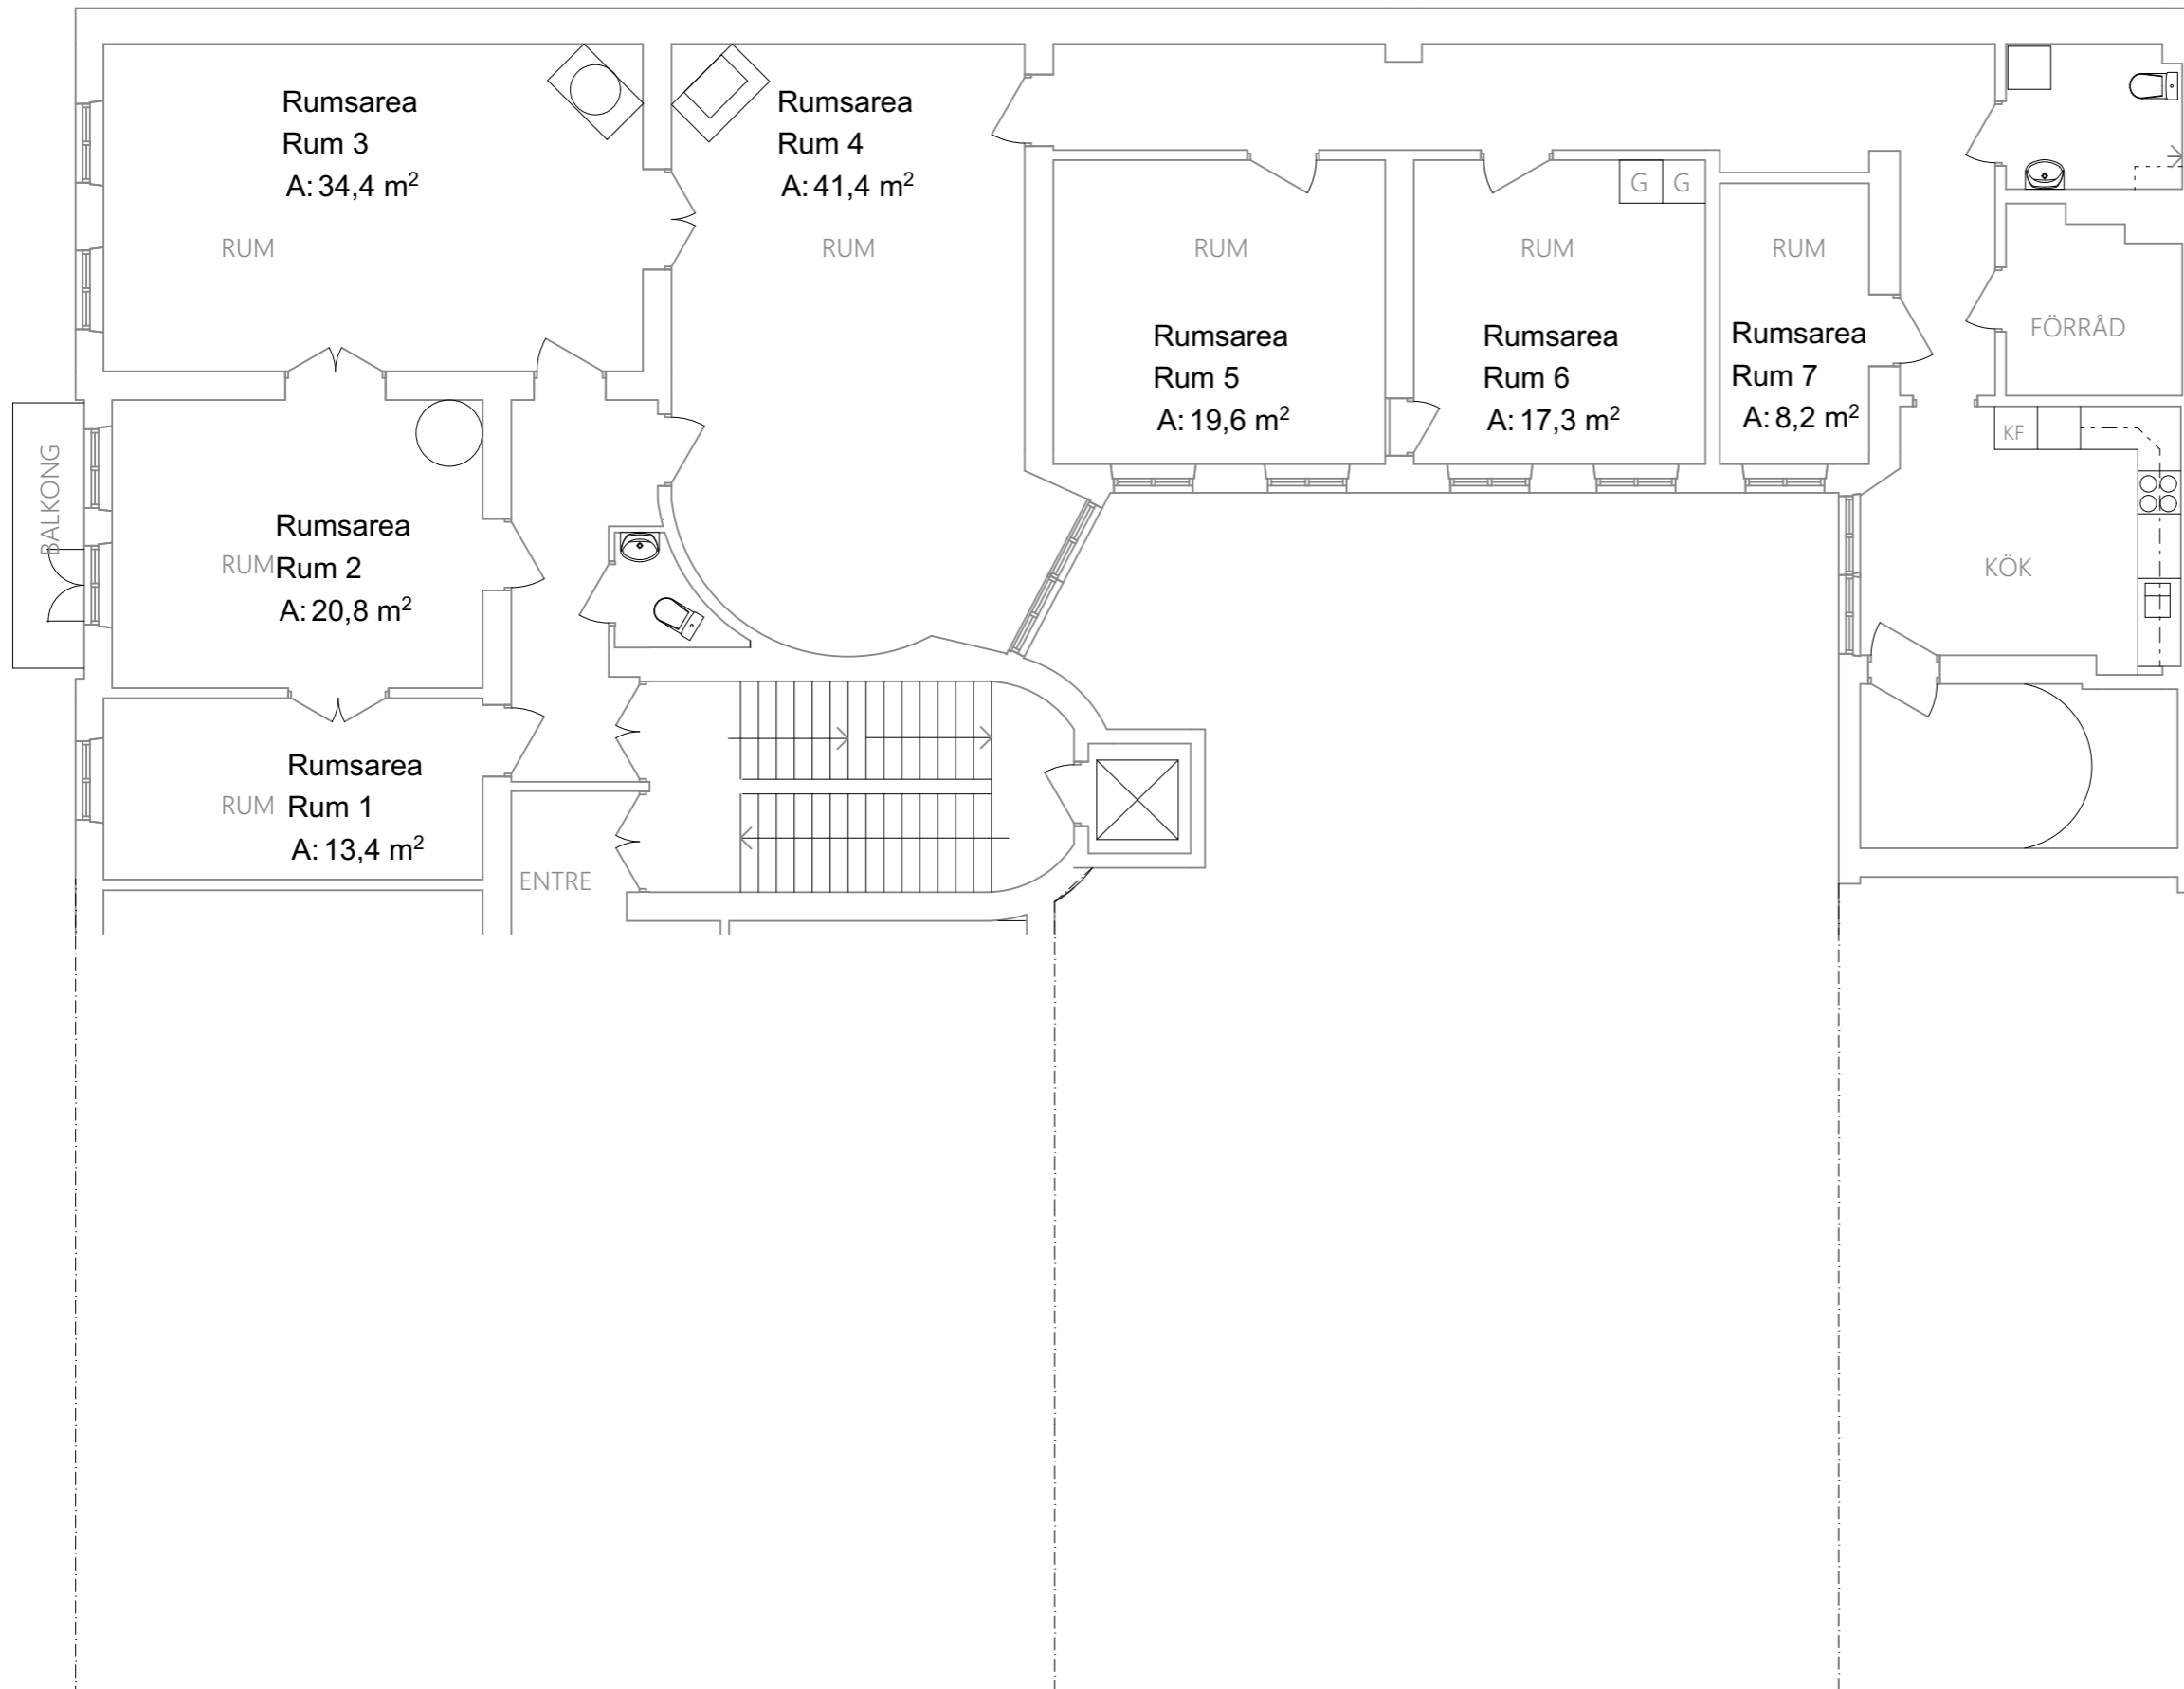 Rumsarea
Rum 3
A: 34,4 m²
RUM
Rumsarea
Rum 4
A: 41,4 m²
RUM
RUM
Rumsarea
Rum 5
A: 19,6 m²
G G
RUM
Rumsarea
Rum 6
A: 17,3 m²
RUM
Rumsarea
Rum 7
A: 8,2 m²
FÖRRÅD
KF
KÖK
BALKONG
Rumsarea
RUM Rum 2
A: 20,8 m²
Rumsarea
RUM Rum 1
A: 13,4 m²
ENTRE